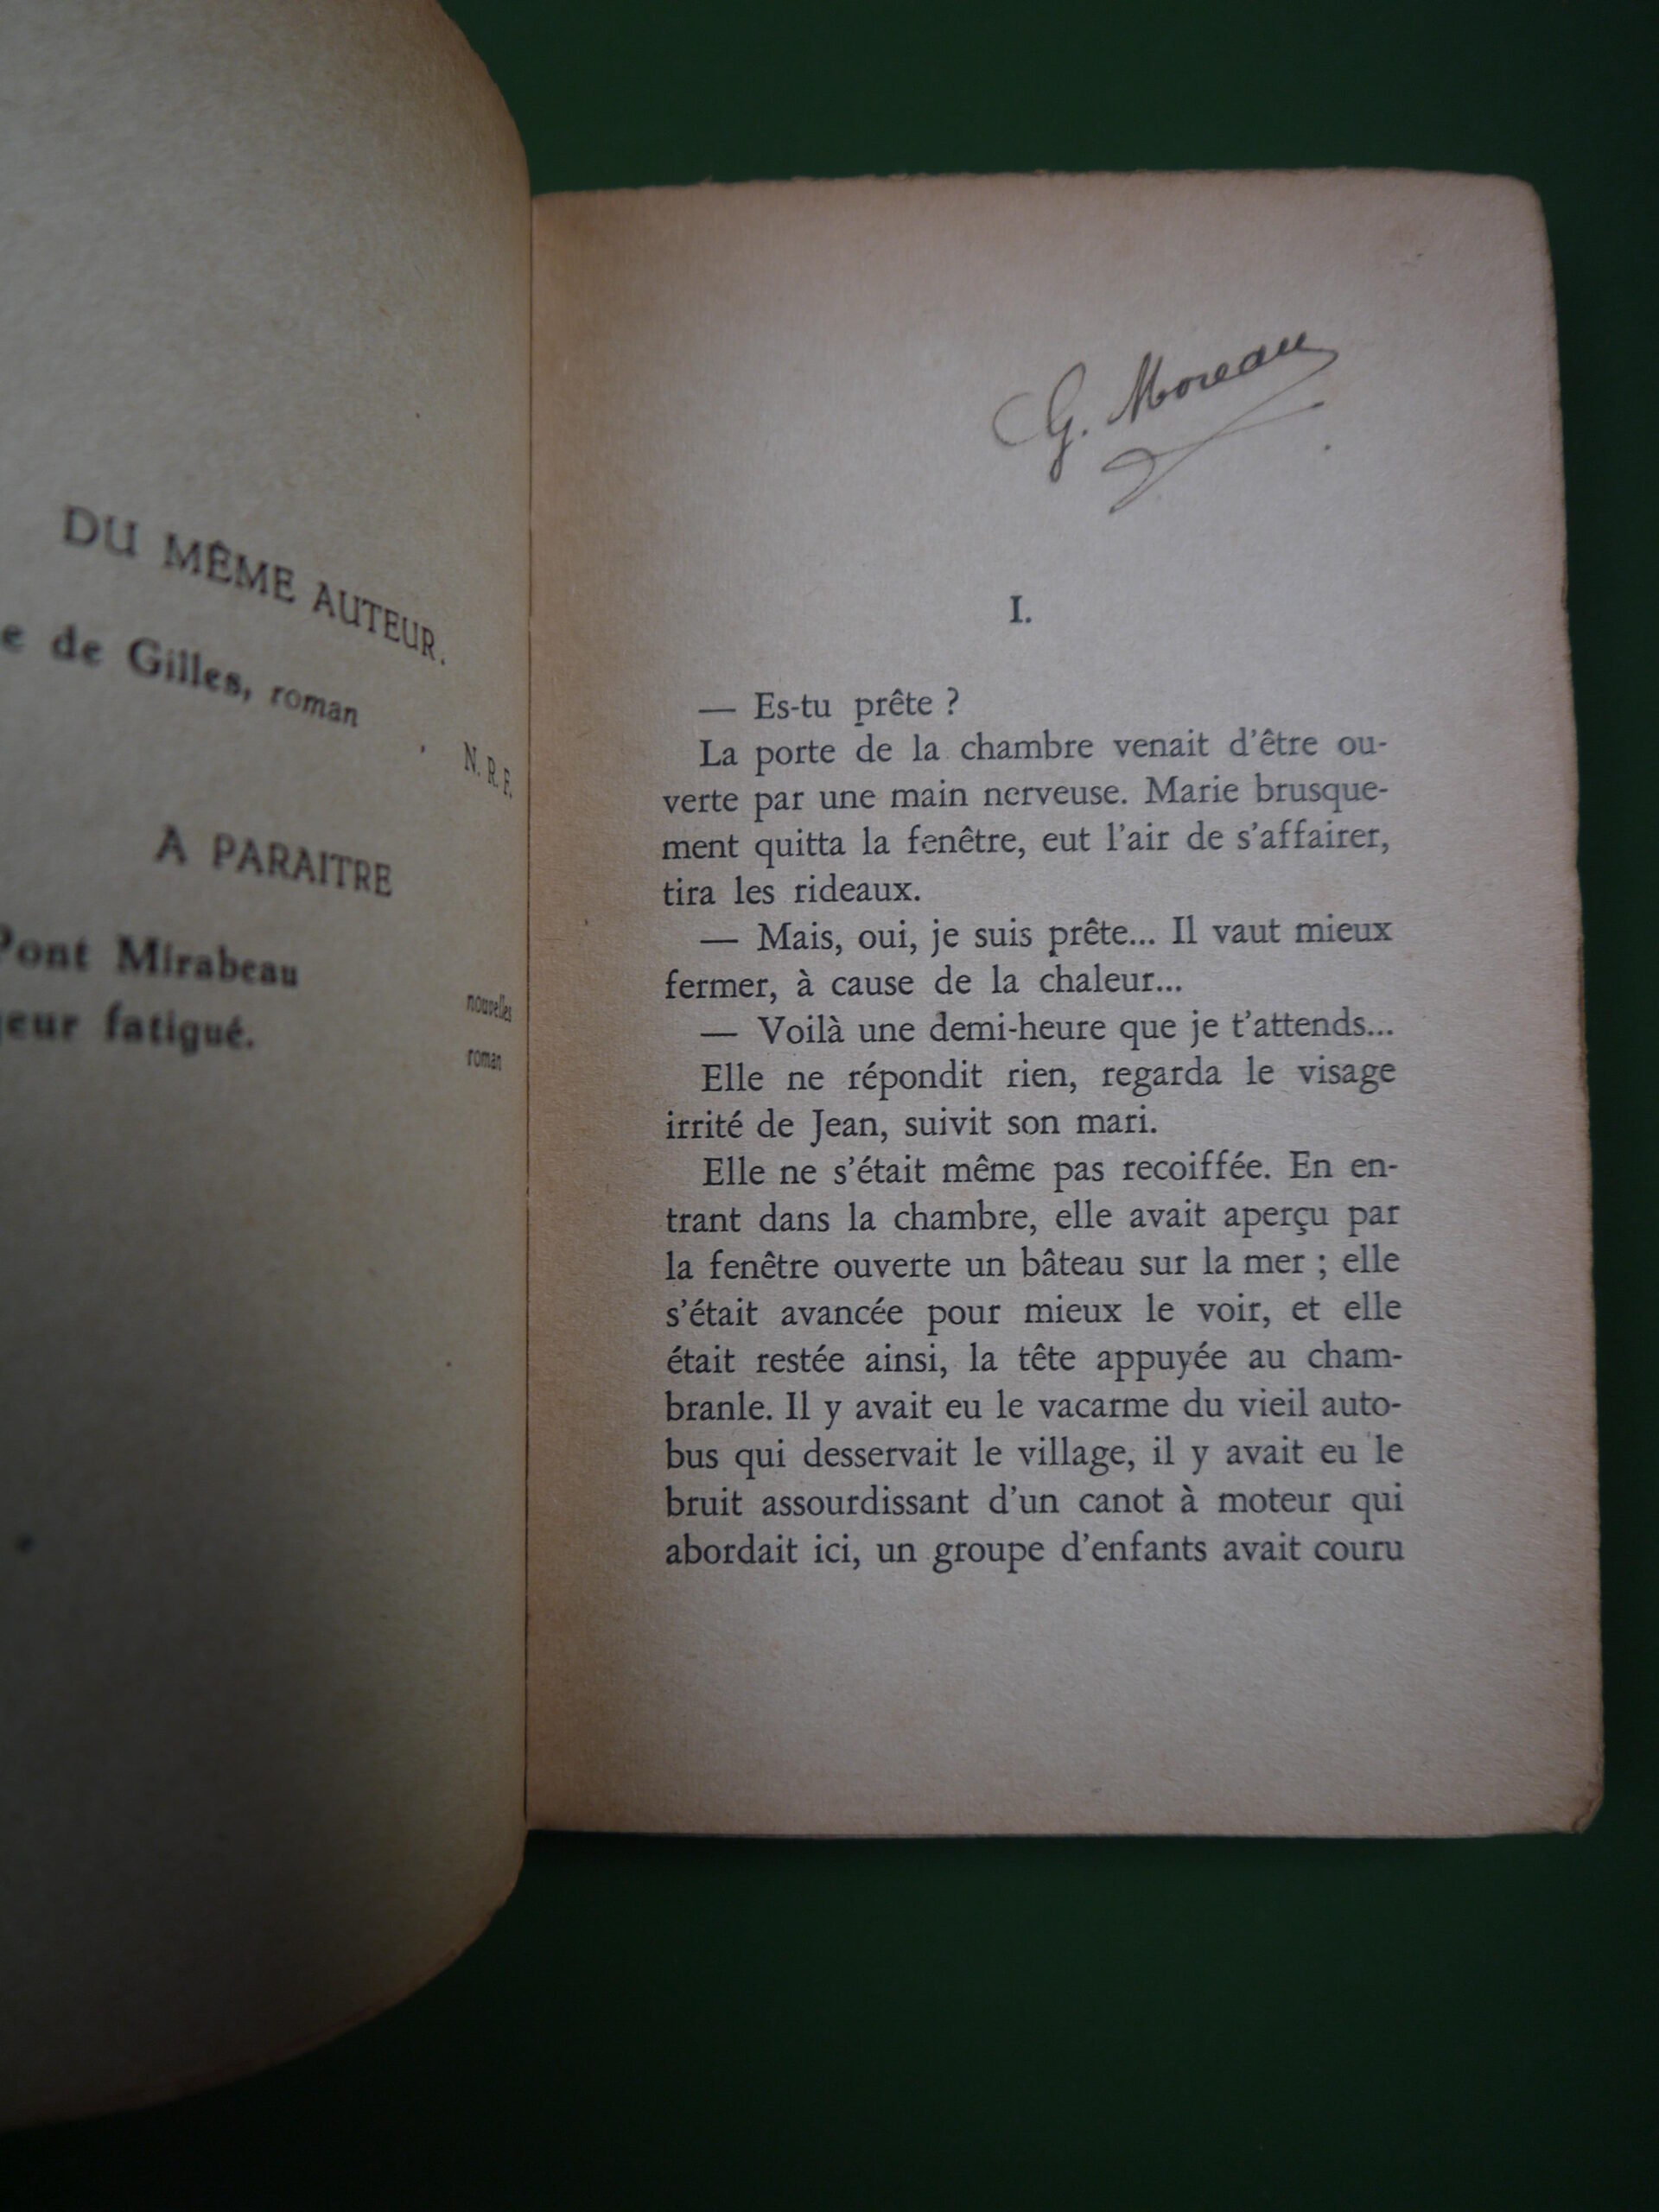 DU MÊME AUTEUR.
e de Gilles, roman
N. R. F.
A PARAITRE
Pont Mirabeau
nouvelles
eur fatigué.
roman
G. Moreau
I.
— Es-tu prête ?
La porte de la chambre venait d'être ou-
verte par une main nerveuse. Marie brusque-
ment quitta la fenêtre, eut l'air de s'affairer,
tira les rideaux.
— Mais, oui, je suis prête... Il vaut mieux
fermer, à cause de la chaleur...
— Voilà une demi-heure que je t'attends...
Elle ne répondit rien, regarda le visage
irrité de Jean, suivit son mari.
Elle ne s'était même pas recoiffée. En en-
trant dans la chambre, elle avait aperçu par
la fenêtre ouverte un bâteau sur la mer ; elle
s'était avancée pour mieux le voir, et elle
était restée ainsi, la tête appuyée au cham-
branle. Il y avait eu le vacarme du vieil auto-
bus qui desservait le village, il y avait eu le
bruit assourdissant d'un canot à moteur qui
abordait ici, un groupe d'enfants avait couru